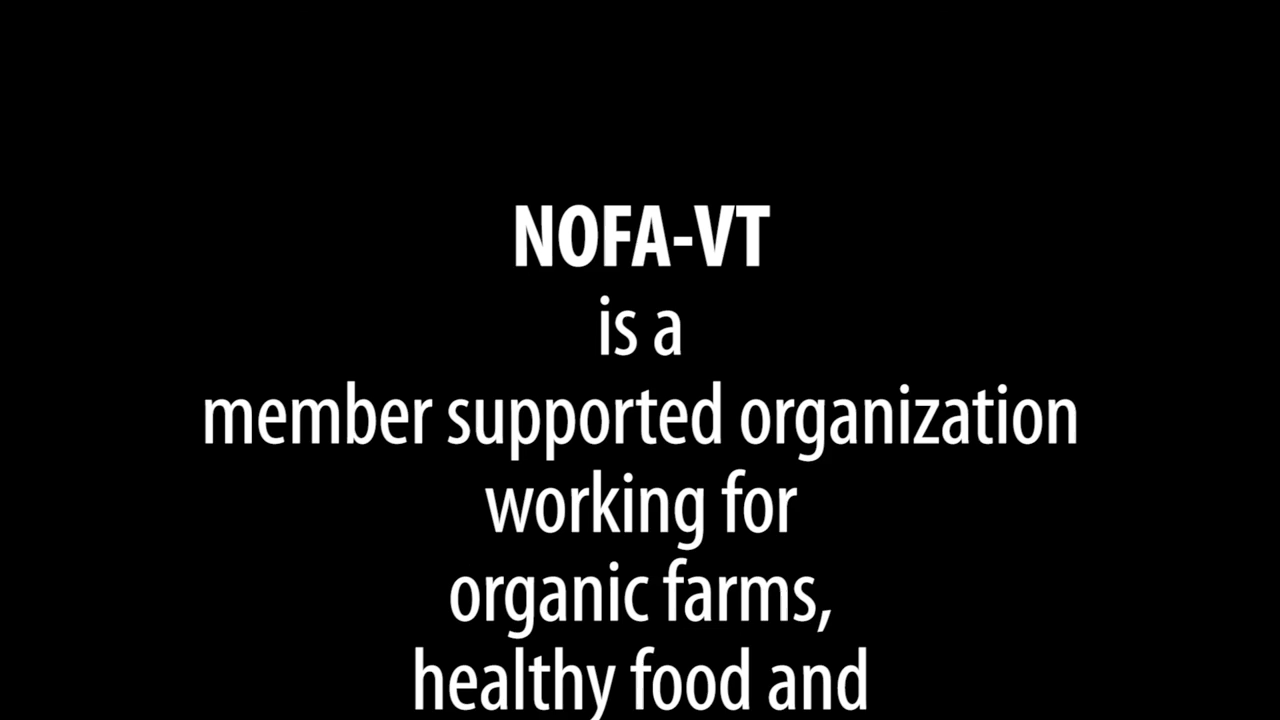 NOFA-VT
is a
member supported organization
working for
organic farms,
healthy food and